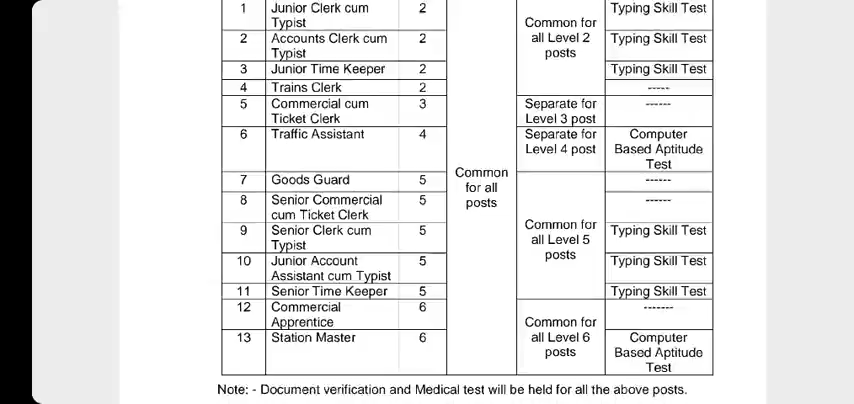 1 Junior Clerk cum Typist 2 Common for all posts Common for all Level 2 posts Typing Skill Test
2 Accounts Clerk cum Typist 2 Typing Skill Test
3 Junior Time Keeper 2 Typing Skill Test
4 Trains Clerk 2 -----
5 Commercial cum Ticket Clerk 3 Separate for Level 3 post ------
6 Traffic Assistant 4 Separate for Level 4 post Computer Based Aptitude Test
7 Goods Guard 5 Common for all Level 5 posts ------
8 Senior Commercial cum Ticket Clerk 5 ------
9 Senior Clerk cum Typist 5 Typing Skill Test
10 Junior Account Assistant cum Typist 5 Typing Skill Test
11 Senior Time Keeper 5 Typing Skill Test
12 Commercial Apprentice 6 Common for all Level 6 posts -------
13 Station Master 6 Computer Based Aptitude Test
Note: - Document verification and Medical test will be held for all the above posts.